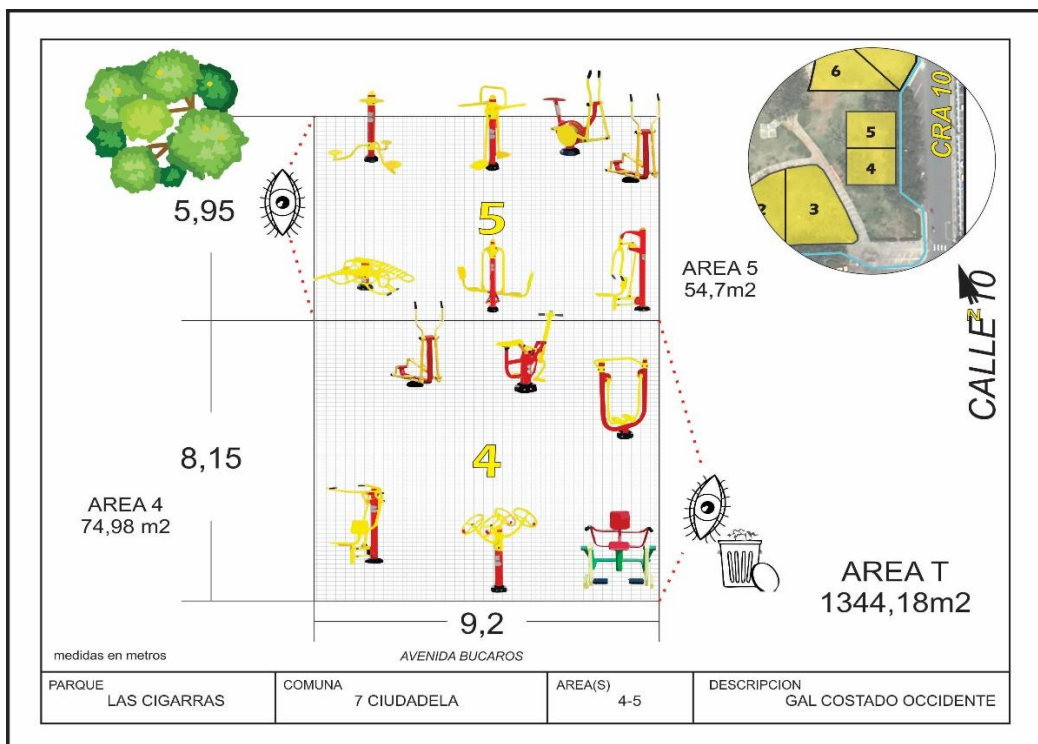 5,95
5
AREA 5
54,7m2
6
5
4
3
2
CRA 10
CALLE 10
N
8,15
4
AREA 4
74,98 m2
AREA T
1344,18m2
9,2
medidas en metros
AVENIDA BUCAROS
PARQUE
LAS CIGARRAS
COMUNA
7 CIUDADELA
AREA(S)
4-5
DESCRIPCION
GAL COSTADO OCCIDENTE